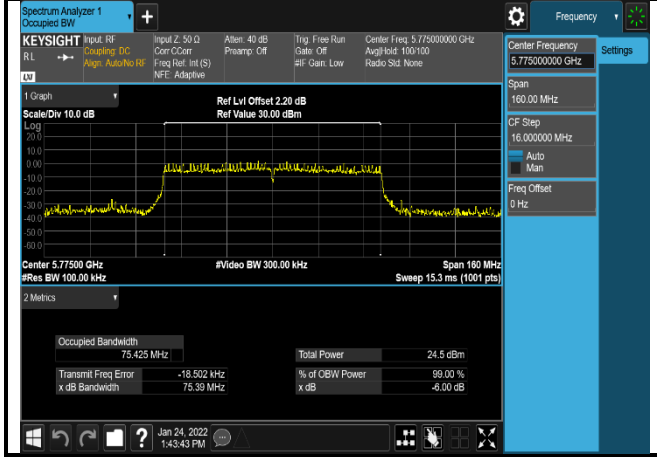 Spectrum Analyzer 1
Occupied BW
+
Frequency
KEYSIGHT
RL
LVI
Input: RF
Coupling: DC
Align: Auto/No RF
Input Z: 50 Ω
Corr CCorr
Freq Ref: Int (S)
NFE: Adaptive
Atten: 40 dB
Preamp: Off
Trig: Free Run
Gate: Off
#IF Gain: Low
Center Freq: 5.775000000 GHz
Avg|Hold: 100/100
Radio Std: None
Center Frequency
5.775000000 GHz
Settings
Span
160.00 MHz
CF Step
16.000000 MHz
Auto
Man
Freq Offset
0 Hz
1 Graph
Scale/Div 10.0 dB
Ref Lvl Offset 2.20 dB
Ref Value 30.00 dBm
Log
20.0
10.0
0.00
-10.0
-20.0
-30.0
-40.0
-50.0
-60.0
Center 5.77500 GHz
#Res BW 100.00 kHz
#Video BW 300.00 kHz
Span 160 MHz
Sweep 15.3 ms (1001 pts)
2 Metrics
Occupied Bandwidth
75.425 MHz
Total Power 24.5 dBm
Transmit Freq Error -18.502 kHz
% of OBW Power 99.00 %
x dB Bandwidth 75.39 MHz
x dB -6.00 dB
?
Jan 24, 2022
1:43:43 PM